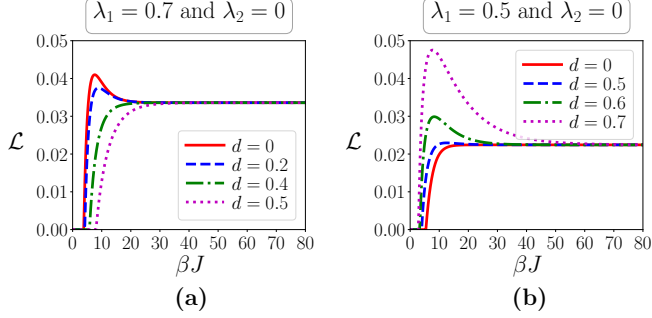 λ₁ = 0.7 and λ₂ = 0
0.05
0.04
0.03
0.02
0.01
0.00
ℒ
d = 0
d = 0.2
d = 0.4
d = 0.5
0 10 20 30 40 50 60 70 80
βJ
(a)
λ₁ = 0.5 and λ₂ = 0
0.05
0.04
0.03
0.02
0.01
0.00
ℒ
d = 0
d = 0.5
d = 0.6
d = 0.7
0 10 20 30 40 50 60 70 80
βJ
(b)